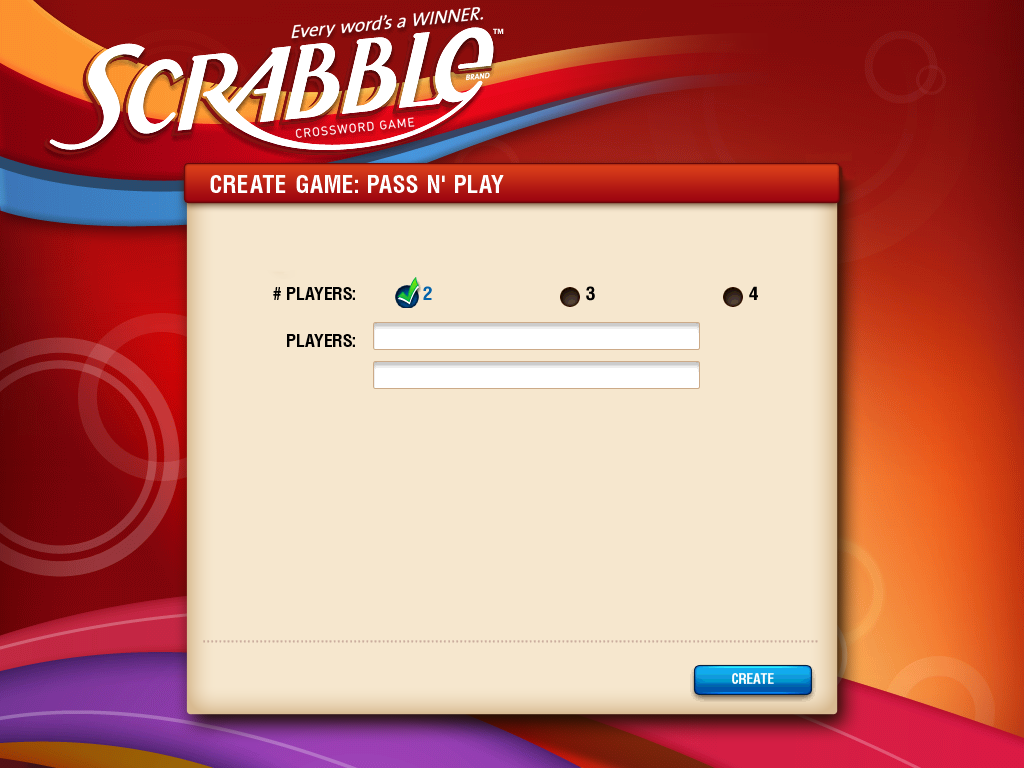 Every word's a WINNER.
SCRABBLE™
BRAND
CROSSWORD GAME
CREATE GAME: PASS N' PLAY
# PLAYERS: 2 3 4
PLAYERS:
CREATE